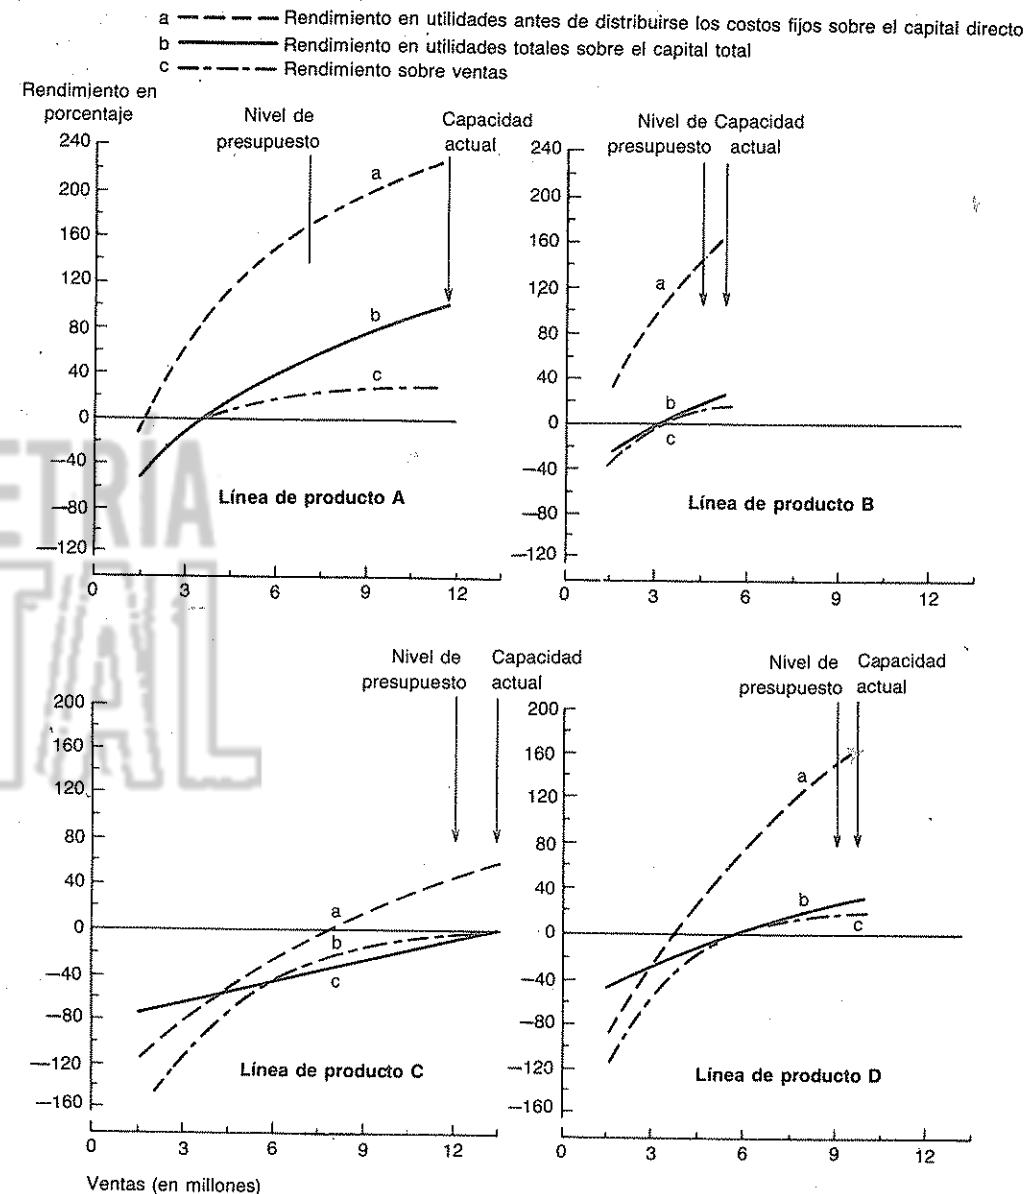 a Rendimiento en utilidades antes de distribuirse los costos fijos sobre el capital directo
b Rendimiento en utilidades totales sobre el capital total
c Rendimiento sobre ventas
Rendimiento en
porcentaje
Nivel de
presupuesto
Capacidad
actual
240
200
160
120
80
40
0
—40
—80
—120
a
b
c
Línea de producto A
0 3 6 9 12
Nivel de Capacidad
presupuesto actual
240
200
160
120
80
40
0
—40
—80
—120
a
b
c
Línea de producto B
0 3 6 9 12
Nivel de
presupuesto
Capacidad
actual
200
160
120
80
40
0
—40
—80
—120
—160
a
b
c
Línea de producto C
0 3 6 9 12
Ventas (en millones)
Nivel de
presupuesto
Capacidad
actual
200
160
120
80
40
0
—40
—80
—120
—160
a
b
c
Línea de producto D
0 3 6 9 12
ETRÍA
TAL